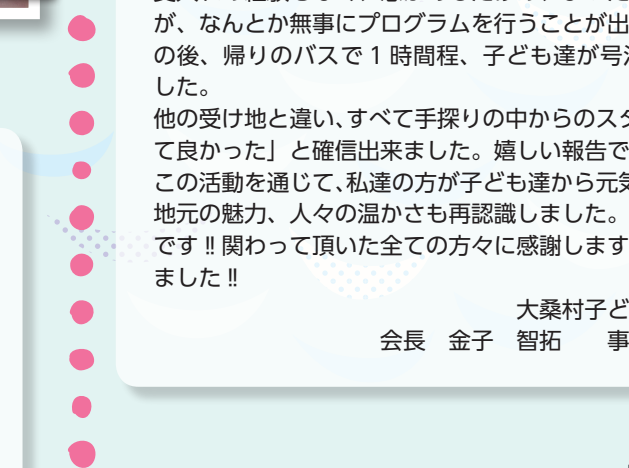 が、なんとか無事にプログラムを行うことが出
の後、帰りのバスで1時間程、子ども達が号
した。
他の受け地と違い、すべて手探りの中からのスタ
て良かった」と確信出来ました。嬉しい報告で
この活動を通じて、私達の方が子ども達から元気
地元の魅力、人々の温かさも再認識しました。
です!!関わって頂いた全ての方々に感謝します
ました!!
大桑村子ど
会長 金子 智拓 事